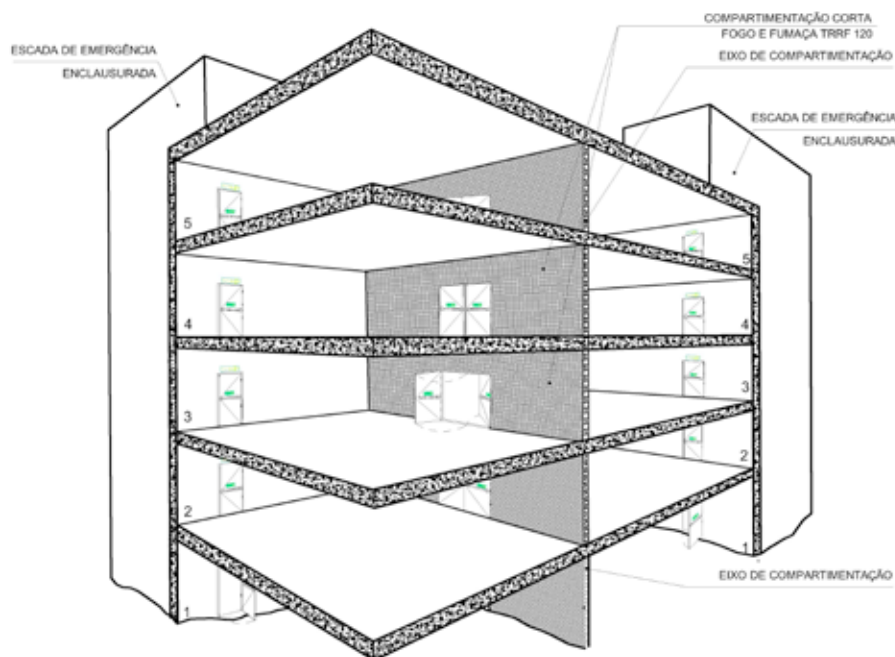 COMPARTIMENTAÇÃO CORTA
FOGO E FUMAÇA TRRF 120
EIXO DE COMPARTIMENTAÇÃO
ESCADA DE EMERGÊNCIA
ENCLAUSURADA
ESCADA DE EMERGÊNCIA
ENCLAUSURADA
5
5
4
4
3
3
2
2
1
1
EIXO DE COMPARTIMENTAÇÃO